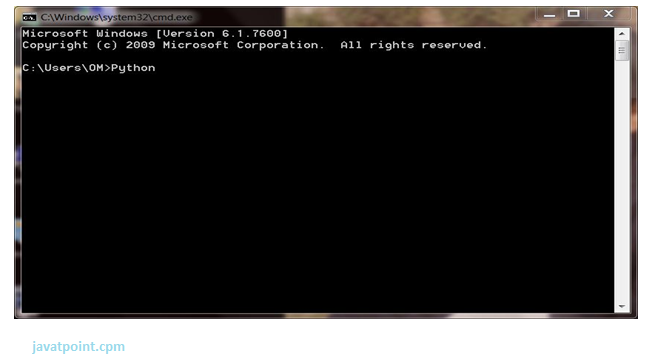 C:\Windows\system32\cmd.exe
Microsoft Windows [Version 6.1.7600]
Copyright (c) 2009 Microsoft Corporation.  All rights reserved.
C:\Users\OM>Python
javatpoint.cpm